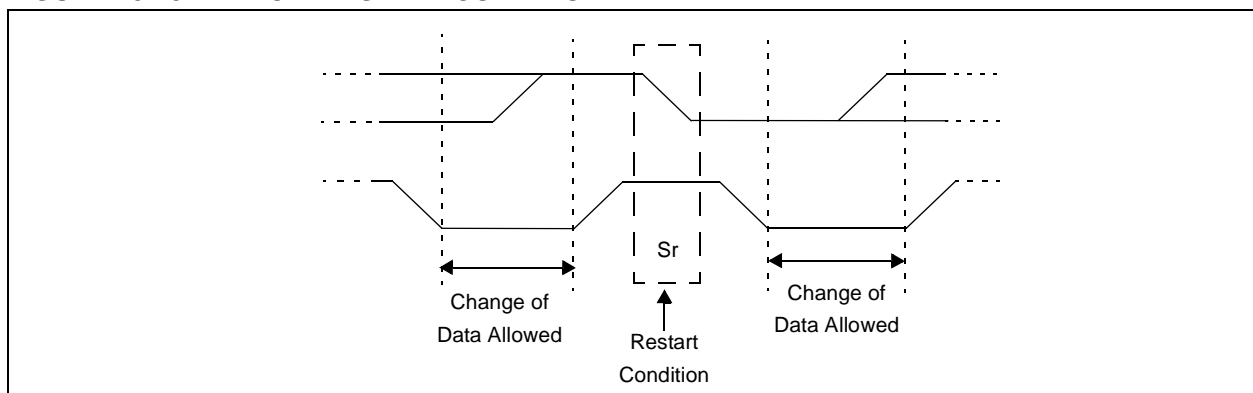 Sr
Change of
Data Allowed
Restart
Condition
Change of
Data Allowed